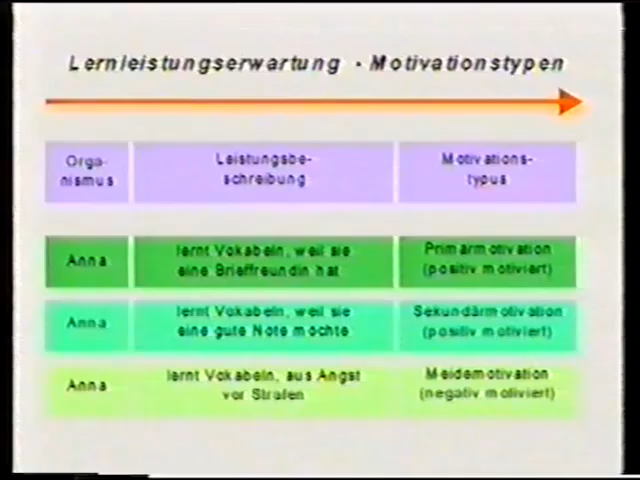 Lernleistungserwartung - Motivationstypen
Orga-
nismus
Leistungsbe-
schreibung
Motivations-
typus
Anna
lernt Vokabeln, weil sie
eine Brieffreundin hat
Primärmotivation
(positiv motiviert)
Anna
lernt Vokabeln, weil sie
eine gute Note möchte
Sekundärmotivation
(positiv motiviert)
Anna
lernt Vokabeln, aus Angst
vor Strafen
Meidemotivation
(negativ motiviert)